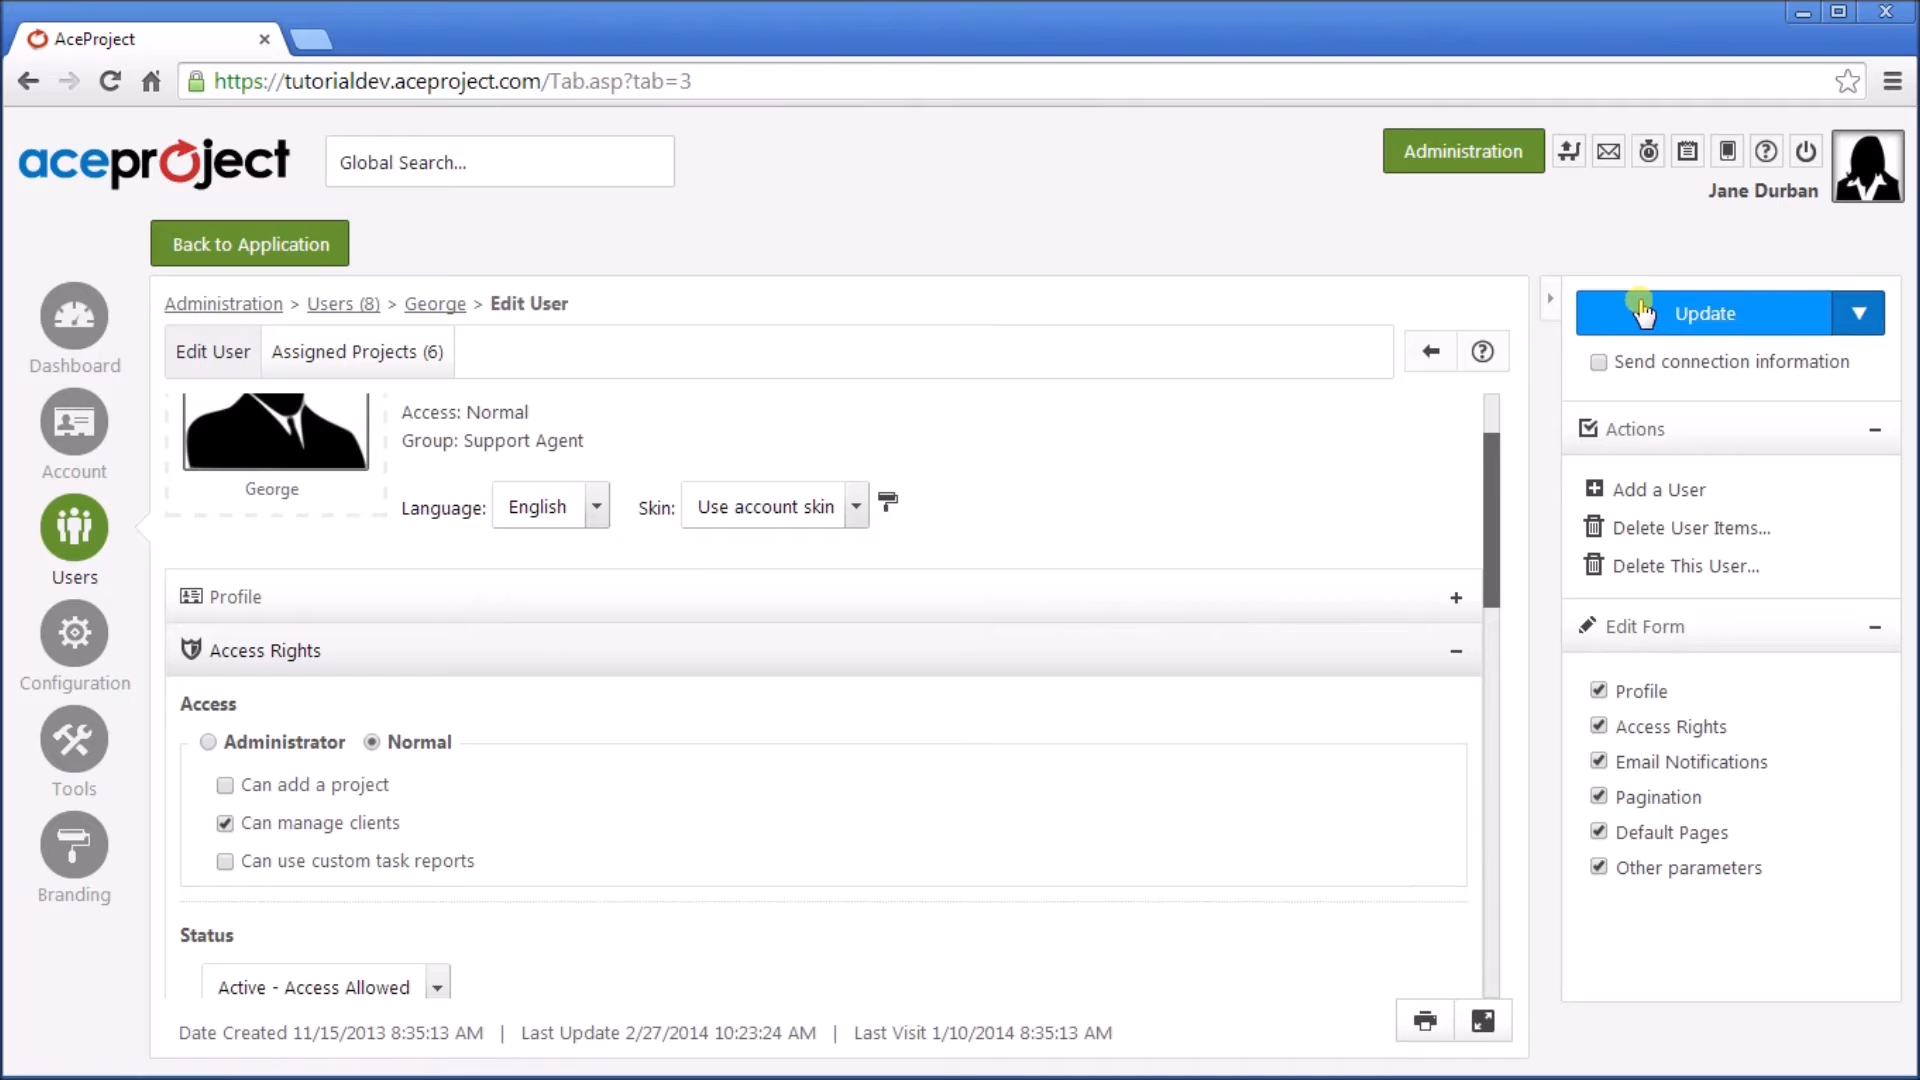 AceProject
https://tutorialdev.aceproject.com/Tab.asp?tab=3
aceproject
Global Search...
Administration
Jane Durban
Back to Application
Dashboard
Account
Users
Configuration
Tools
Branding
Administration > Users (8) > George > Edit User
Edit User
Assigned Projects (6)
Access: Normal
Group: Support Agent
George
Language: English
Skin: Use account skin
Profile
Access Rights
Access
Administrator
Normal
Can add a project
Can manage clients
Can use custom task reports
Status
Active - Access Allowed
Date Created 11/15/2013 8:35:13 AM | Last Update 2/27/2014 10:23:24 AM | Last Visit 1/10/2014 8:35:13 AM
Update
Send connection information
Actions
Add a User
Delete User Items...
Delete This User...
Edit Form
Profile
Access Rights
Email Notifications
Pagination
Default Pages
Other parameters